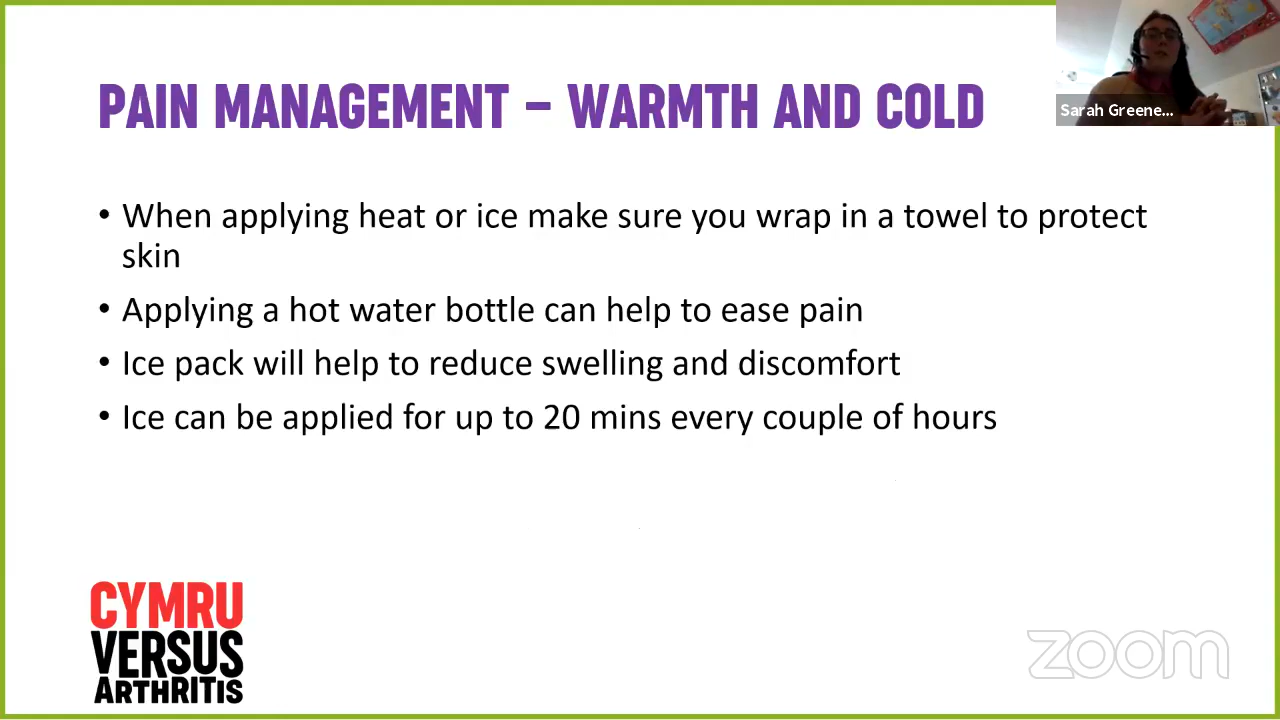 PAIN MANAGEMENT – WARMTH AND COLD
Sarah Greene...
• When applying heat or ice make sure you wrap in a towel to protect
skin
• Applying a hot water bottle can help to ease pain
• Ice pack will help to reduce swelling and discomfort
• Ice can be applied for up to 20 mins every couple of hours
CYMRU
VERSUS
ARTHRITIS
zoom